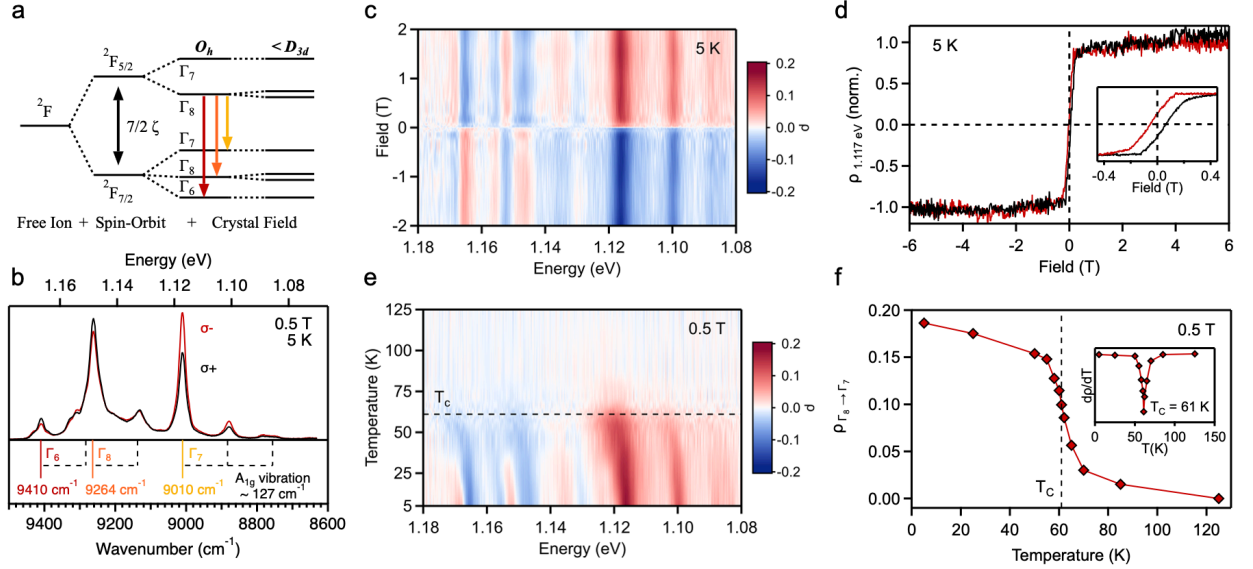 a
O_h
< D_3d
²F_5/2
Γ₇
²F
7/2 ζ
Γ₈
Γ₇
Γ₈
²F_7/2
Γ₆
Free Ion + Spin-Orbit + Crystal Field
b
Energy (eV)
1.16 1.14 1.12 1.10 1.08
0.5 T
5 K
σ-
σ+
Γ₆ Γ₈ Γ₇
A₁g vibration
~ 127 cm⁻¹
9410 cm⁻¹ 9264 cm⁻¹ 9010 cm⁻¹
9400 9200 9000 8800 8600
Wavenumber (cm⁻¹)
c
5 K
Field (T)
2
1
0
-1
-2
1.18 1.16 1.14 1.12 1.10 1.08
Energy (eV)
0.2
0.1
0.0
-0.1
-0.2
ρ
d
5 K
ρ_1.117 eV (norm.)
1.0
0.5
0.0
-0.5
-1.0
-6 -4 -2 0 2 4 6
Field (T)
-0.4 0.0 0.4
Field (T)
e
0.5 T
Temperature (K)
125
100
75
50
25
5
T_C
1.18 1.16 1.14 1.12 1.10 1.08
Energy (eV)
0.2
0.1
0.0
-0.1
-0.2
ρ
f
0.5 T
ρ_Γ₈ → Γ₇
0.20
0.15
0.10
0.05
0.00
T_C
0 20 40 60 80 100 120
Temperature (K)
dρ/dT
T_C = 61 K
0 50 100 150
T(K)